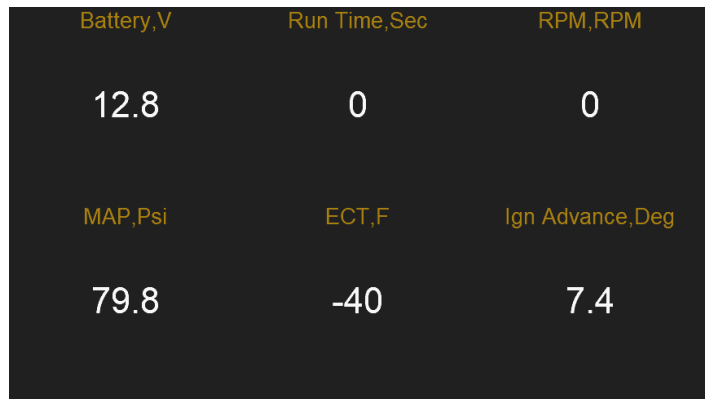 Battery,V Run Time,Sec RPM,RPM
12.8 0 0
MAP,Psi ECT,F Ign Advance,Deg
79.8 -40 7.4